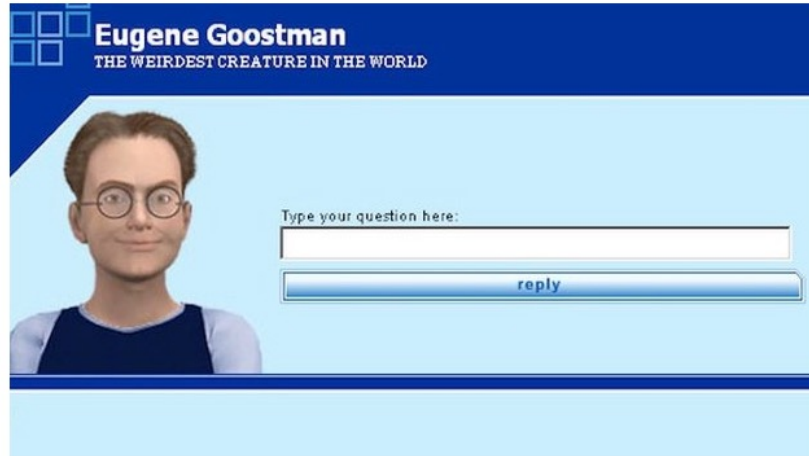 Eugene Goostman
THE WEIRDEST CREATURE IN THE WORLD
Type your question here:
reply